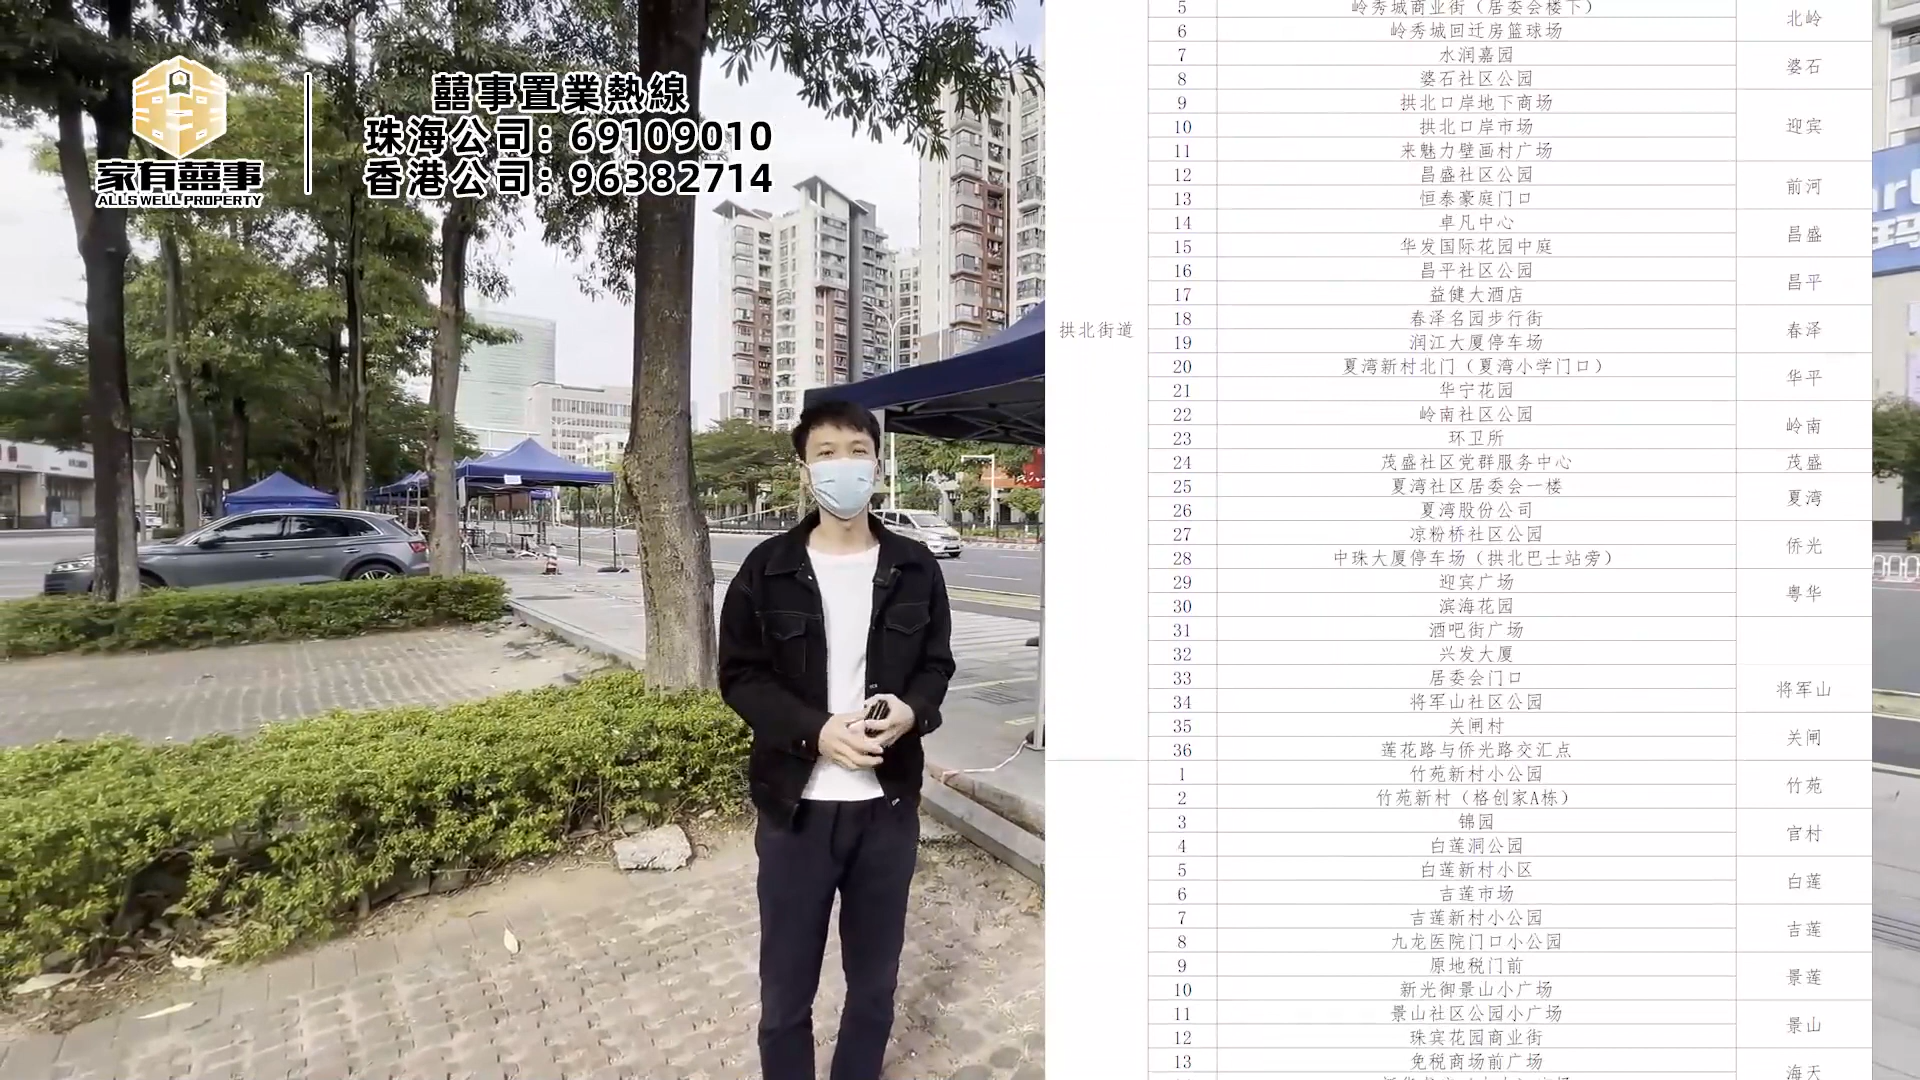 囍事置業熱線
珠海公司: 69109010
香港公司: 96382714
家有囍事
ALLS WELL PROPERTY
拱北街道
5 岭秀城商业街（居委会楼下） 北岭
6 岭秀城回迁房篮球场
7 水润嘉园 婆石
8 婆石社区公园
9 拱北口岸地下商场 迎宾
10 拱北口岸市场
11 来魅力壁画村广场
12 昌盛社区公园 前河
13 恒泰豪庭门口
14 卓凡中心 昌盛
15 华发国际花园中庭
16 昌平社区公园 昌平
17 益健大酒店
18 春泽名园步行街 春泽
19 润江大厦停车场
20 夏湾新村北门（夏湾小学门口） 华平
21 华宁花园
22 岭南社区公园 岭南
23 环卫所
24 茂盛社区党群服务中心 茂盛
25 夏湾社区居委会一楼 夏湾
26 夏湾股份公司
27 凉粉桥社区公园 侨光
28 中珠大厦停车场（拱北巴士站旁）
29 迎宾广场 粤华
30 滨海花园
31 酒吧街广场
32 兴发大厦
33 居委会门口 将军山
34 将军山社区公园
35 关闸村 关闸
36 莲花路与侨光路交汇点
1 竹苑新村小公园 竹苑
2 竹苑新村（格创家A栋）
3 锦园 官村
4 白莲洞公园
5 白莲新村小区 白莲
6 吉莲市场
7 吉莲新村小公园 吉莲
8 九龙医院门口小公园
9 原地税门前 景莲
10 新光御景山小广场
11 景山社区公园小广场 景山
12 珠宾花园商业街
13 免税商场前广场 海天